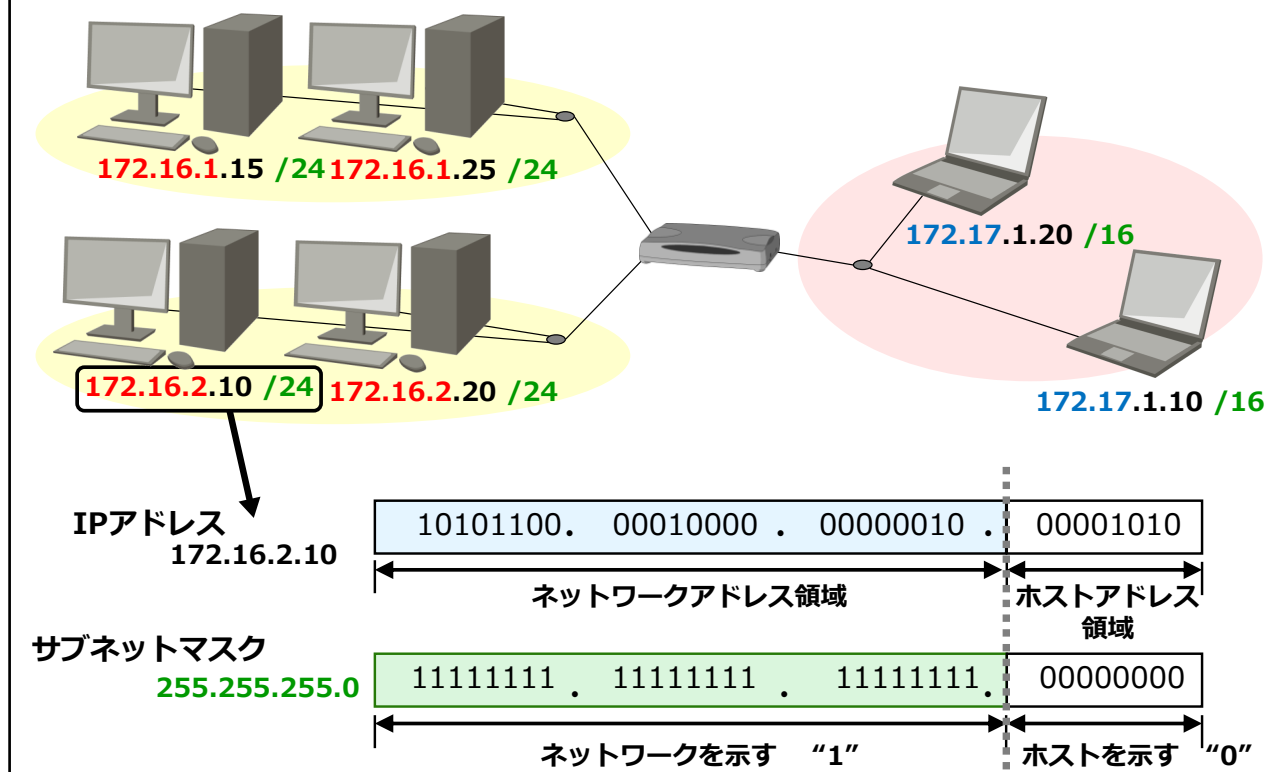 172.16.1.15 /24 172.16.1.25 /24
172.17.1.20 /16
172.16.2.10 /24 172.16.2.20 /24
172.17.1.10 /16
IPアドレス
172.16.2.10
10101100. 00010000 . 00000010 . 00001010
ネットワークアドレス領域
ホストアドレス
領域
サブネットマスク
255.255.255.0
11111111 . 11111111 . 11111111. 00000000
ネットワークを示す “1”
ホストを示す “0”